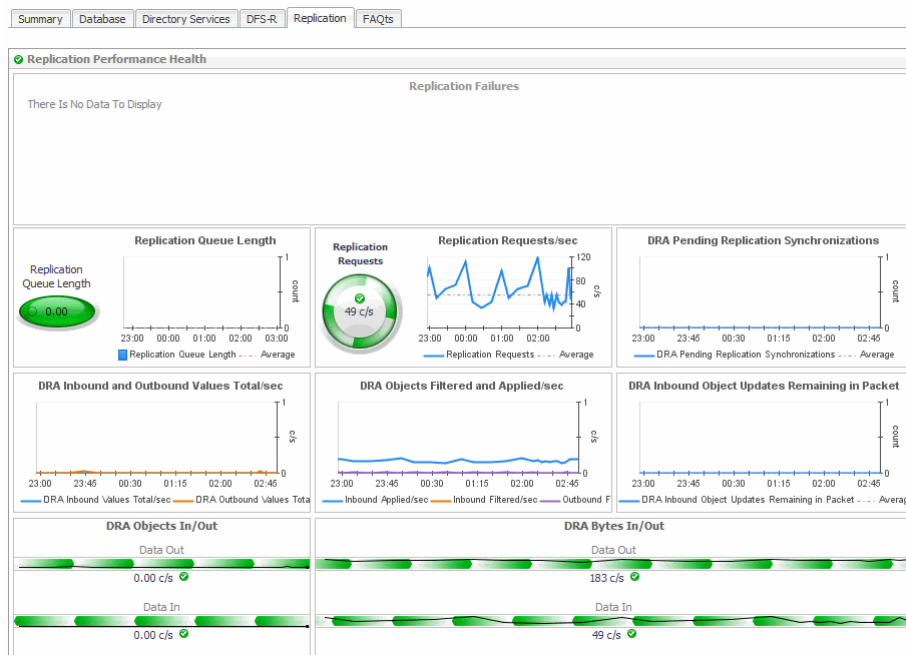 Summary Database Directory Services DFS-R Replication FAQts
Replication Performance Health
Replication Failures
There Is No Data To Display
Replication Queue Length
Replication
Queue Length
0.00
1
count
0
23:00 00:00 01:00 02:00 03:00
Replication Queue Length Average
Replication
Requests
49 c/s
Replication Requests/sec
120
80
40
0
c/s
23:00 00:00 01:00 02:00
Replication Requests Average
DRA Pending Replication Synchronizations
1
count
0
23:00 23:45 00:30 01:15 02:00 02:45
DRA Pending Replication Synchronizations Average
DRA Inbound and Outbound Values Total/sec
1
c/s
0
23:00 23:45 00:30 01:15 02:00 02:45
DRA Inbound Values Total/sec DRA Outbound Values Tota
DRA Objects Filtered and Applied/sec
1
c/s
0
23:00 23:45 00:30 01:15 02:00 02:45
Inbound Applied/sec Inbound Filtered/sec Outbound F
DRA Inbound Object Updates Remaining in Packet
1
count
0
23:00 23:45 00:30 01:15 02:00 02:45
DRA Inbound Object Updates Remaining in Packet Averag
DRA Objects In/Out
Data Out
0.00 c/s
Data In
0.00 c/s
DRA Bytes In/Out
Data Out
183 c/s
Data In
49 c/s